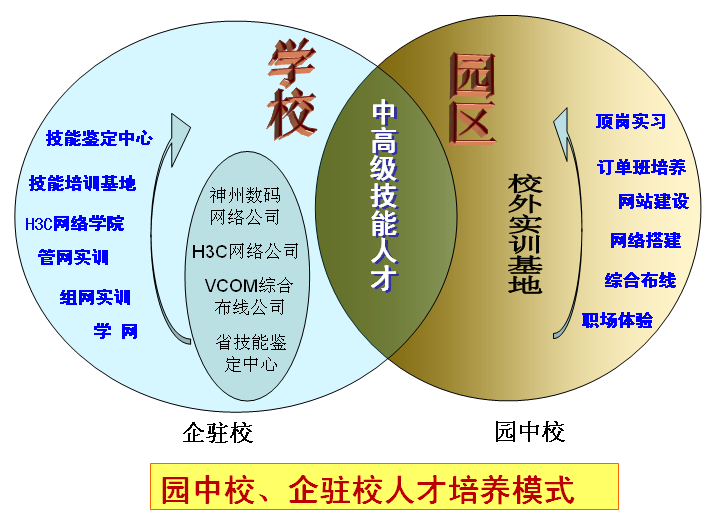 学校
技能鉴定中心
技能培训基地
H3C网络学院
管网实训
组网实训
学 网
神州数码
网络公司
H3C网络公司
VCOM综合
布线公司
省技能鉴
定中心
中高级技能人才
园区
校外实训基地
顶岗实习
订单班培养
网站建设
网络搭建
综合布线
职场体验
企驻校
园中校
园中校、企驻校人才培养模式